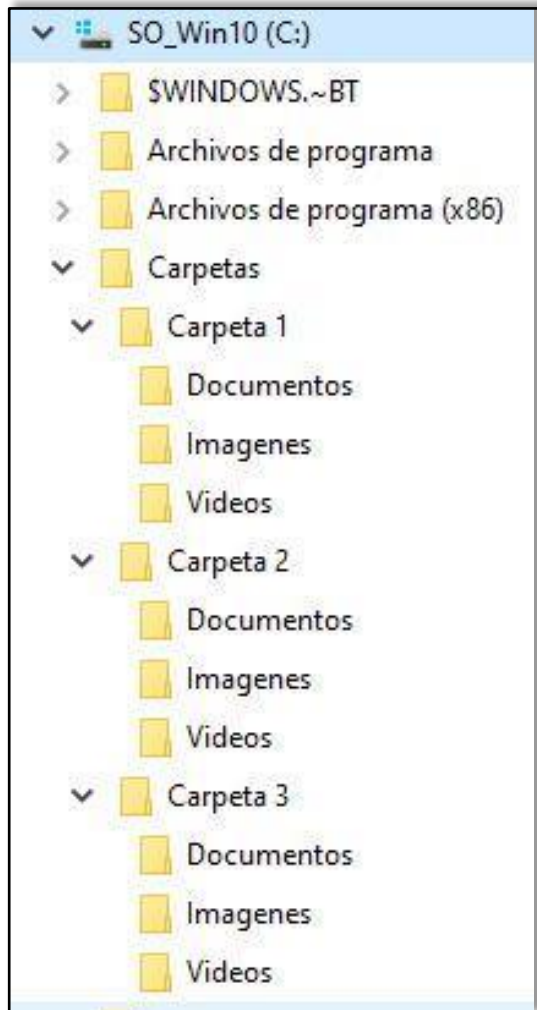 SO_Win10 (C:)
$WINDOWS.~BT
Archivos de programa
Archivos de programa (x86)
Carpetas
Carpeta 1
Documentos
Imagenes
Videos
Carpeta 2
Documentos
Imagenes
Videos
Carpeta 3
Documentos
Imagenes
Videos